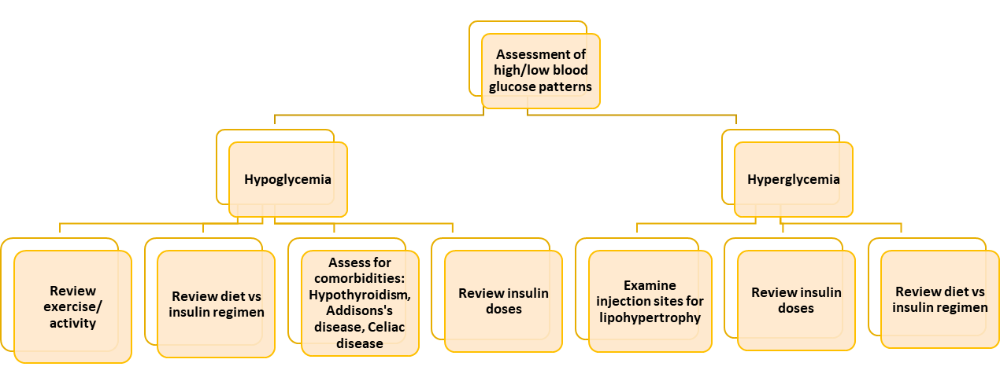 Assessment of
high/low blood
glucose patterns
Hypoglycemia
Hyperglycemia
Review
exercise/
activity
Review diet vs
insulin regimen
Assess for
comorbidities:
Hypothyroidism,
Addisons's
disease, Celiac
disease
Review insulin
doses
Examine
injection sites for
lipohypertrophy
Review insulin
doses
Review diet vs
insulin regimen